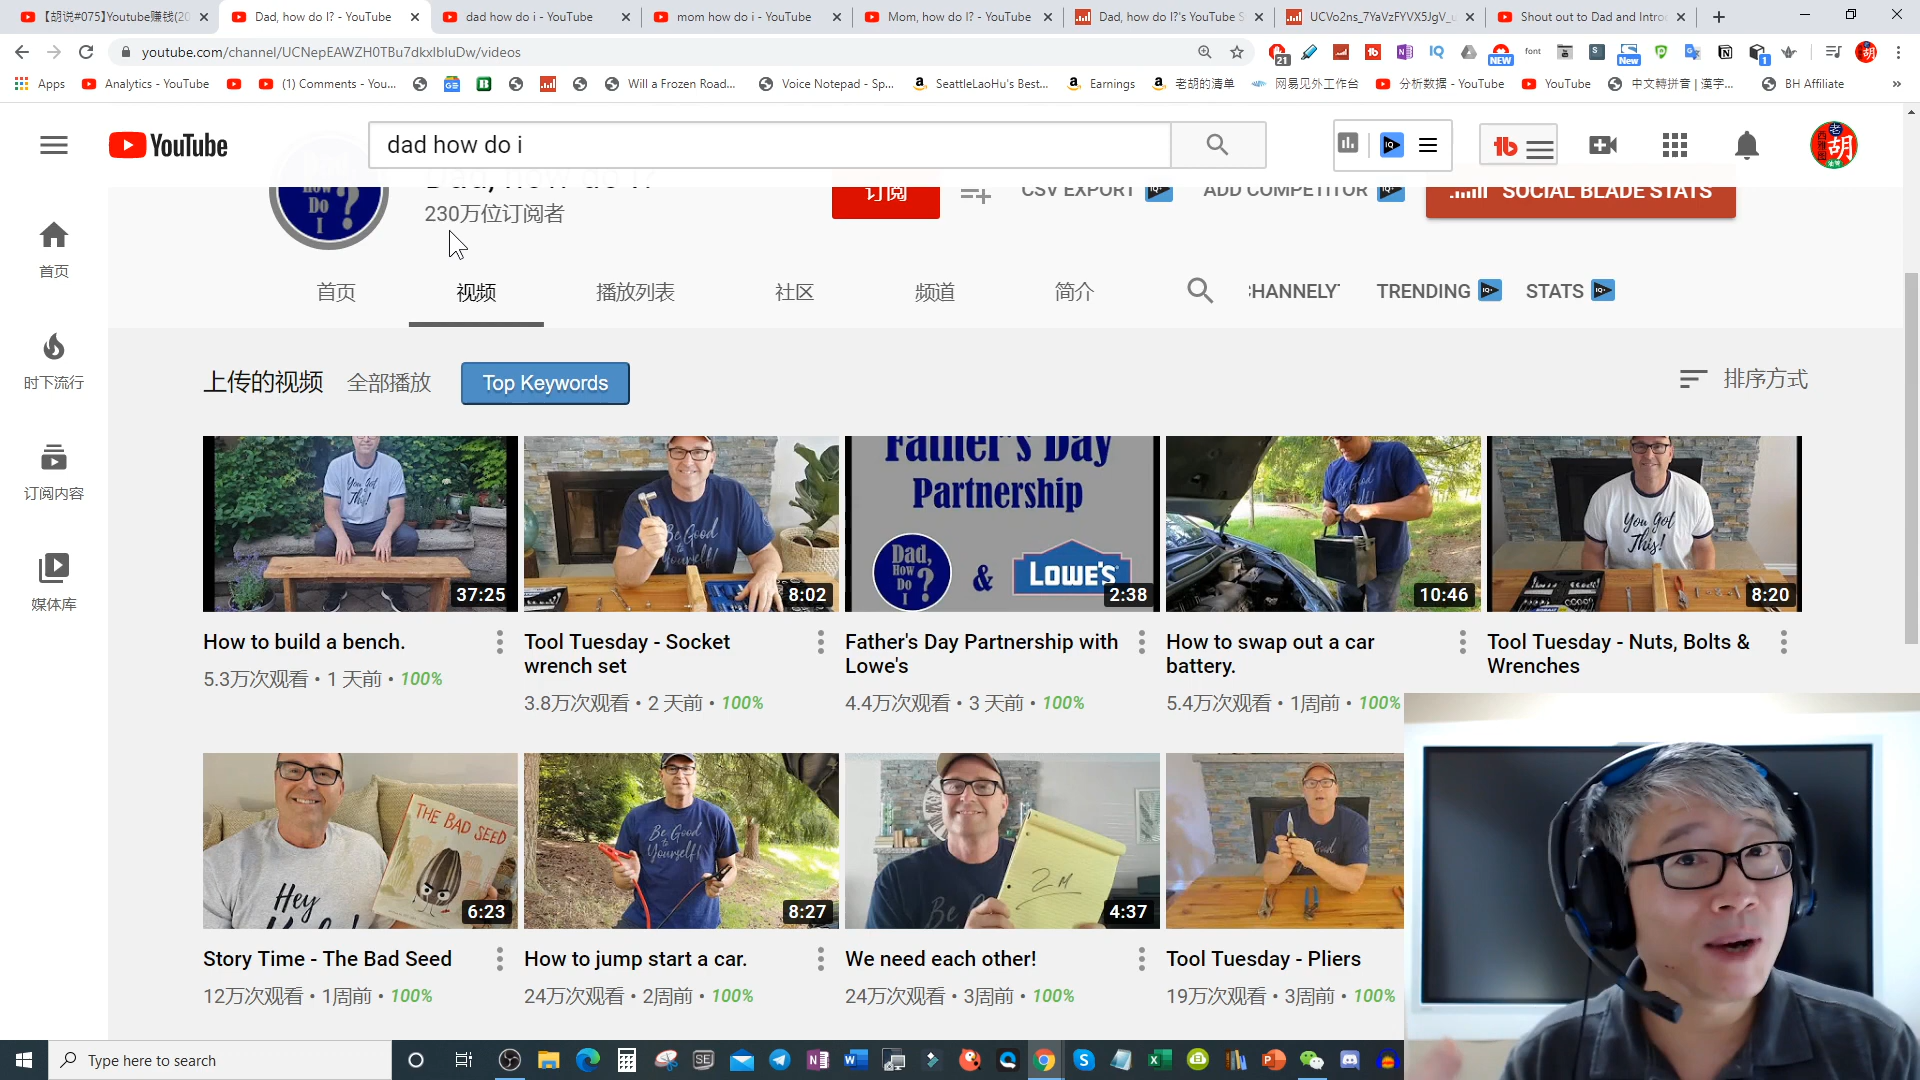 【胡说#075】Youtube赚钱(20
Dad, how do I? - YouTube
dad how do i - YouTube
mom how do i - YouTube
Mom, how do I? - YouTube
Dad, how do I?'s YouTube S
UCVo2ns_7YaVzFYVX5JgV_u
Shout out to Dad and Intro
youtube.com/channel/UCNepEAWZH0TBu7dkxlbluDw/videos
Apps
Analytics - YouTube
(1) Comments - You...
Will a Frozen Road...
Voice Notepad - Sp...
SeattleLaoHu's Best...
Earnings
老胡的清单
网易见外工作台
分析数据 - YouTube
YouTube
中文轉拼音 | 漢字...
BH Affiliate
YouTube
dad how do i
230万位订阅者
订阅
CSV EXPORT
ADD COMPETITOR
SOCIAL BLADE STATS
首页
视频
播放列表
社区
频道
简介
TRENDING
STATS
首页
时下流行
订阅内容
媒体库
上传的视频
全部播放
Top Keywords
排序方式
You Got This!
37:25
Be Good to Yourself!
8:02
Father's Day
Partnership
Dad, How Do I ?
&
LOWE'S
2:38
10:46
You Got This!
8:20
How to build a bench.
5.3万次观看 • 1 天前 • 100%
Tool Tuesday - Socket
wrench set
3.8万次观看 • 2 天前 • 100%
Father's Day Partnership with
Lowe's
4.4万次观看 • 3 天前 • 100%
How to swap out a car
battery.
5.4万次观看 • 1周前 • 100%
Tool Tuesday - Nuts, Bolts &
Wrenches
THE BAD SEED
Hey
6:23
Be Good to Yourself!
8:27
2M
4:37
Story Time - The Bad Seed
12万次观看 • 1周前 • 100%
How to jump start a car.
24万次观看 • 2周前 • 100%
We need each other!
24万次观看 • 3周前 • 100%
Tool Tuesday - Pliers
19万次观看 • 3周前 • 100%
Type here to search